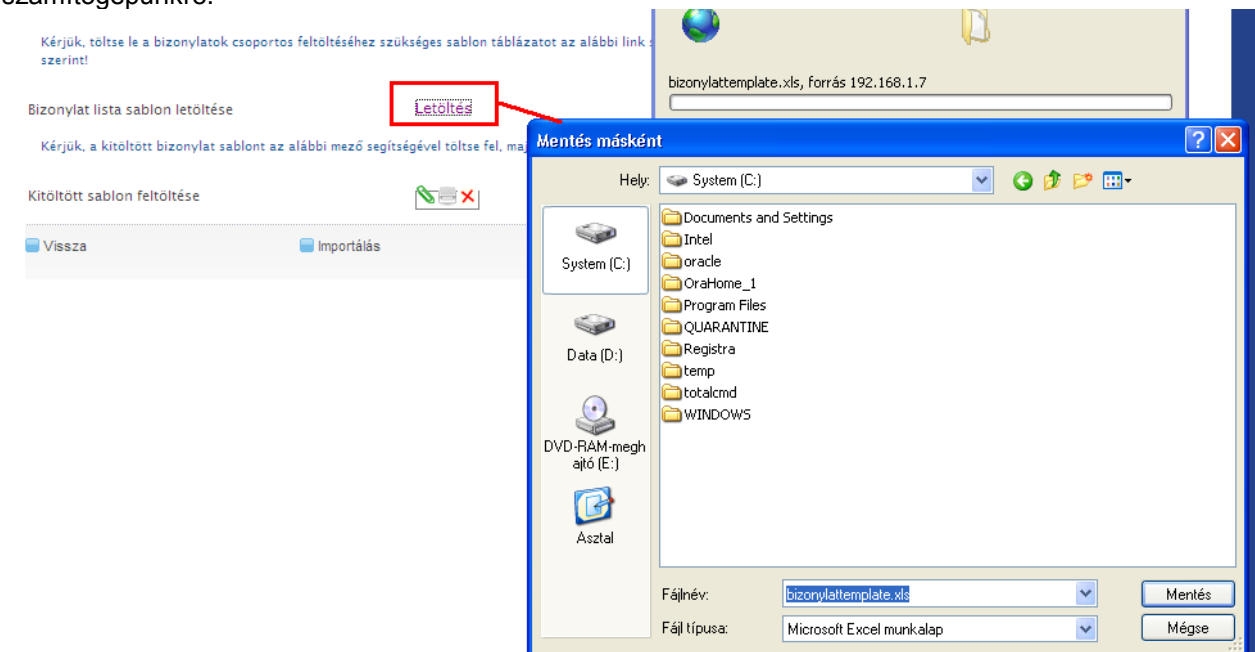 számítógépünkre.
Kérjük, töltse le a bizonylatok csoportos feltöltéséhez szükséges sablon táblázatot az alábbi link
szerint!
Bizonylat lista sablon letöltése
Letöltés
Kérjük, a kitöltött bizonylat sablont az alábbi mező segítségével töltse fel, maj
Kitöltött sablon feltöltése
Vissza
Importálás
bizonylattemplate.xls, forrás 192.168.1.7
Mentés másként
Hely:
System (C:)
System (C:)
Data (D:)
DVD-RAM-megh
ajtó (E:)
Asztal
Documents and Settings
Intel
oracle
OraHome_1
Program Files
QUARANTINE
Registra
temp
totalcmd
WINDOWS
Fájlnév:
bizonylattemplate.xls
Mentés
Fájl típusa:
Microsoft Excel munkalap
Mégse